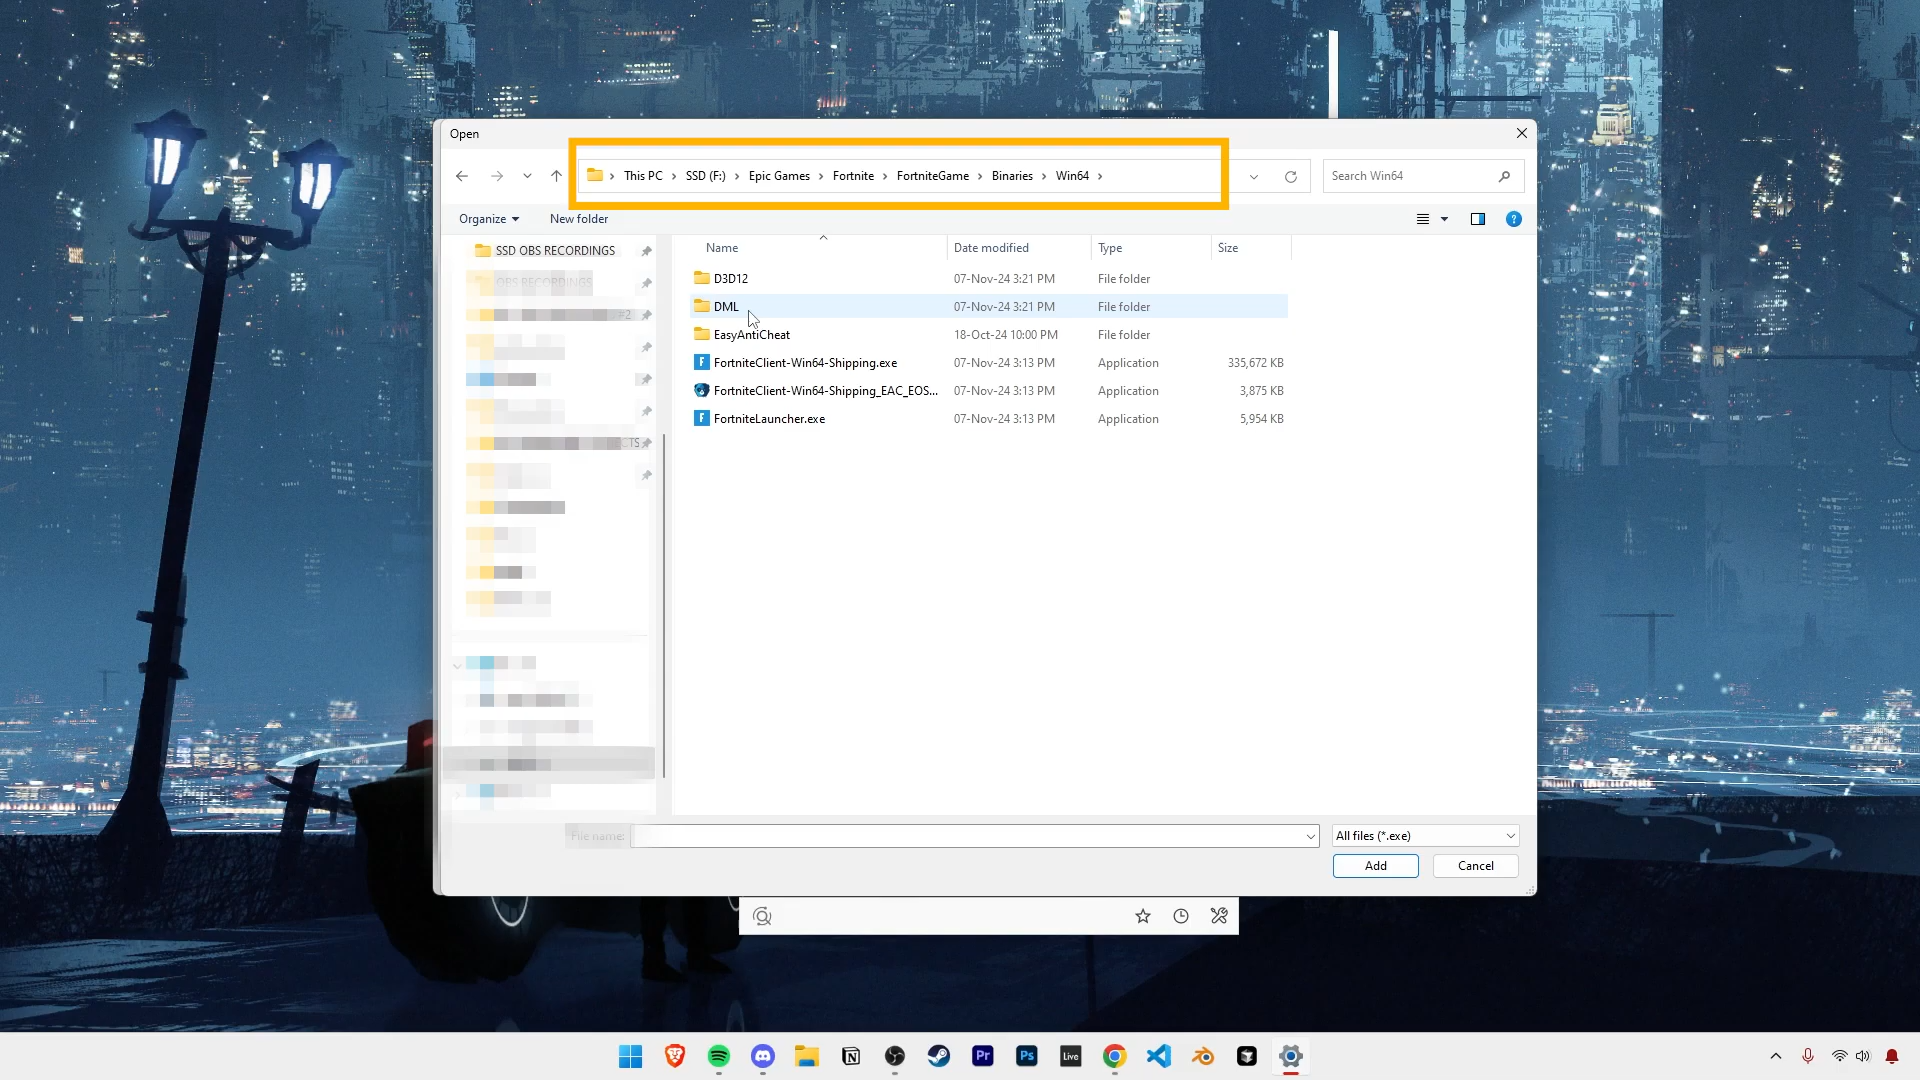 Open
This PC > SSD (F:) > Epic Games > Fortnite > FortniteGame > Binaries > Win64 >
Search Win64
Organize
New folder
SSD OBS RECORDINGS
OBS RECORDINGS
#2
CTS
Name Date modified Type Size
D3D12 07-Nov-24 3:21 PM File folder
DML 07-Nov-24 3:21 PM File folder
EasyAntiCheat 18-Oct-24 10:00 PM File folder
FortniteClient-Win64-Shipping.exe 07-Nov-24 3:13 PM Application 335,672 KB
FortniteClient-Win64-Shipping_EAC_EOS... 07-Nov-24 3:13 PM Application 3,875 KB
FortniteLauncher.exe 07-Nov-24 3:13 PM Application 5,954 KB
File name:
All files (*.exe)
Add
Cancel
Pr
Ps
Live